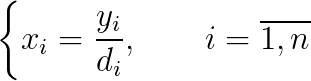 { x_i = y_i / d_i, i = \overline{1,n}